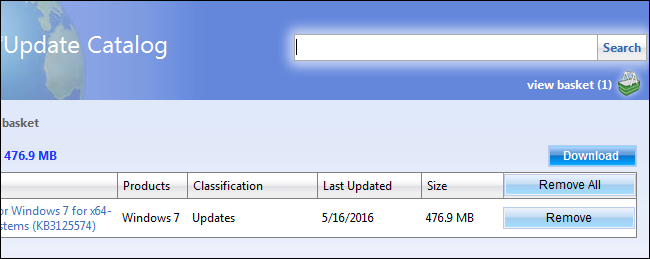 Update Catalog
Search
view basket (1)
basket
476.9 MB
Download
Products Classification Last Updated Size Remove All
or Windows 7 for x64-
stems (KB3125574)
Windows 7 Updates 5/16/2016 476.9 MB Remove